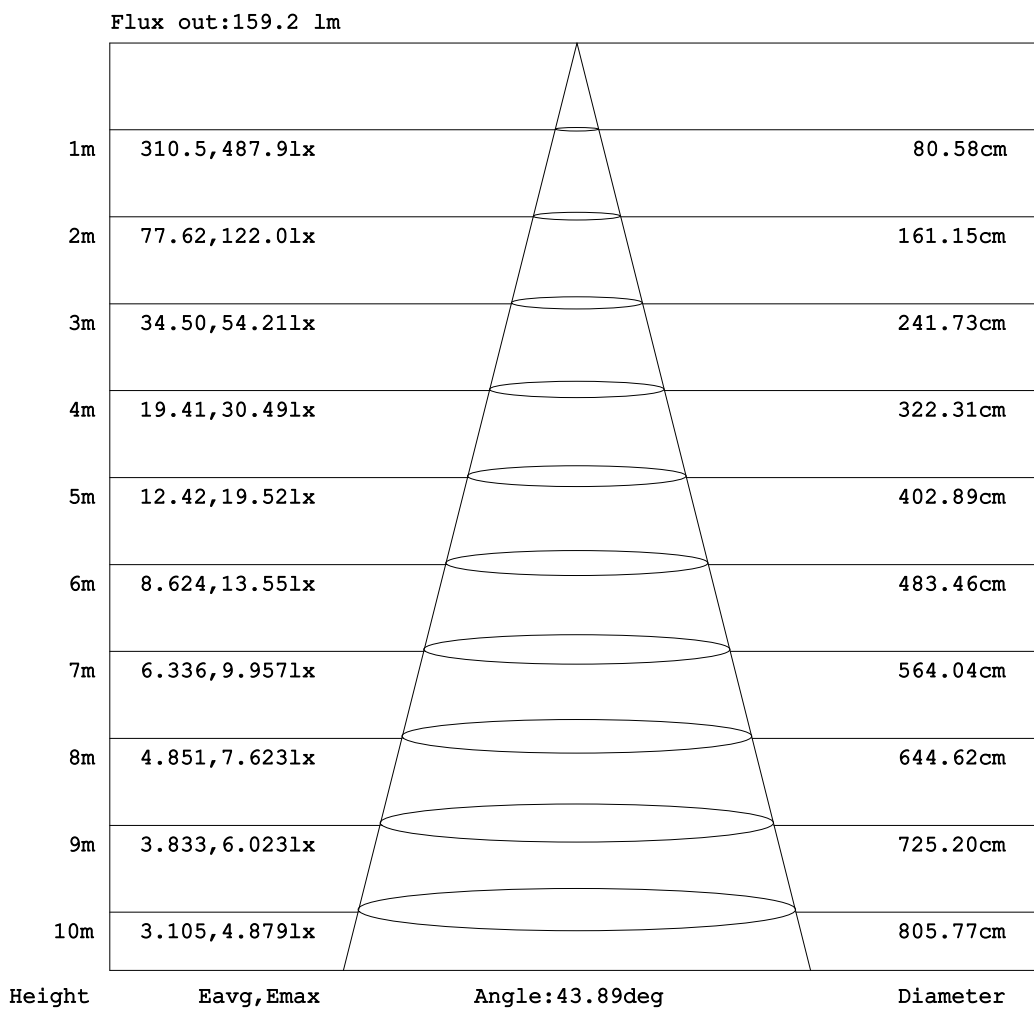 Flux out:159.2 lm
1m 310.5,487.9lx 80.58cm
2m 77.62,122.0lx 161.15cm
3m 34.50,54.21lx 241.73cm
4m 19.41,30.49lx 322.31cm
5m 12.42,19.52lx 402.89cm
6m 8.624,13.55lx 483.46cm
7m 6.336,9.957lx 564.04cm
8m 4.851,7.623lx 644.62cm
9m 3.833,6.023lx 725.20cm
10m 3.105,4.879lx 805.77cm
Height Eavg,Emax Angle:43.89deg Diameter